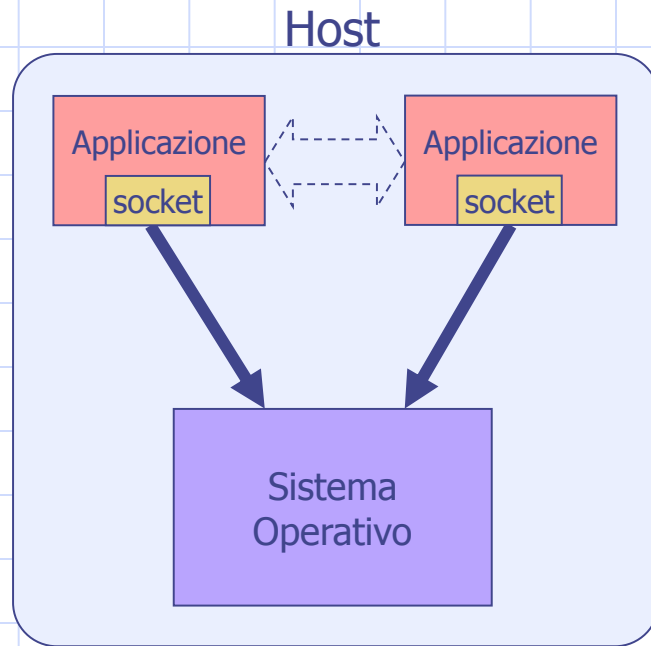 Host
Applicazione
socket
Applicazione
socket
Sistema
Operativo